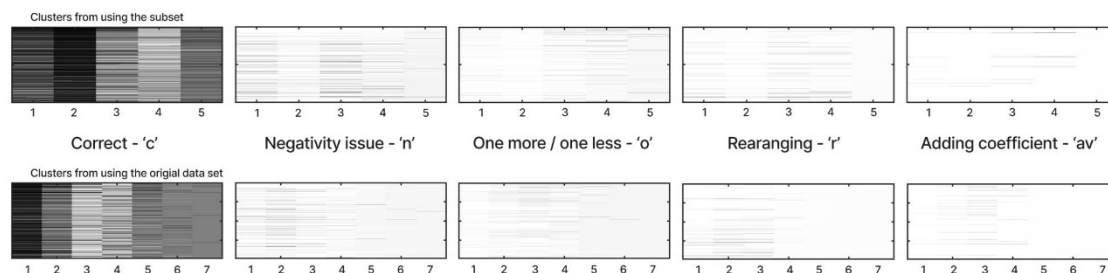 Clusters from using the subset
1 2 3 4 5
1 2 3 4 5
1 2 3 4 5
1 2 3 4 5
1 2 3 4 5
Correct - ‘c’
Negativity issue - ‘n’
One more / one less - ‘o’
Rearanging - ‘r’
Adding coefficient - ‘av’
Clusters from using the origial data set
1 2 3 4 5 6 7
1 2 3 4 5 6 7
1 2 3 4 5 6 7
1 2 3 4 5 6 7
1 2 3 4 5 6 7